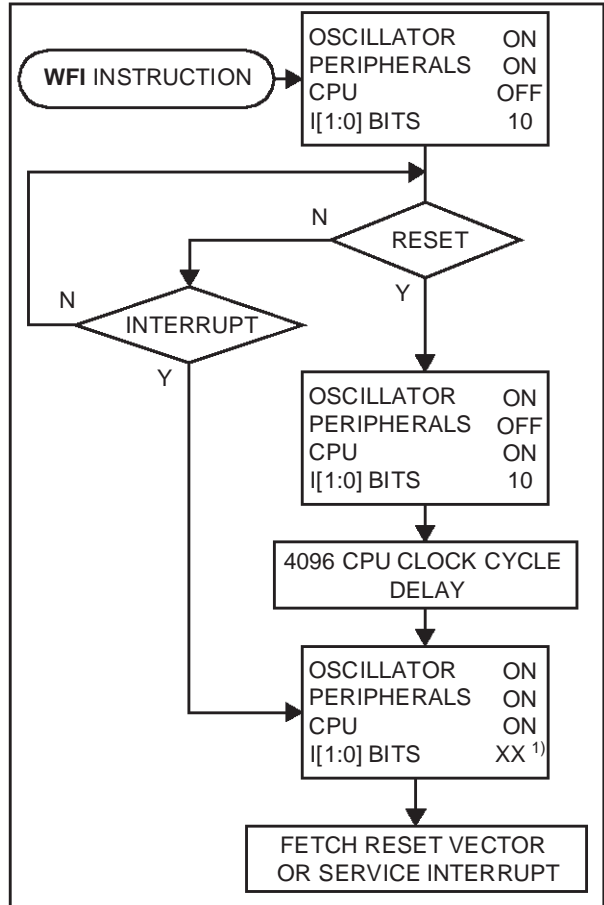 WFI INSTRUCTION
OSCILLATOR ON
PERIPHERALS ON
CPU OFF
I[1:0] BITS 10
N
RESET
Y
N
INTERRUPT
Y
OSCILLATOR ON
PERIPHERALS OFF
CPU ON
I[1:0] BITS 10
4096 CPU CLOCK CYCLE
DELAY
OSCILLATOR ON
PERIPHERALS ON
CPU ON
I[1:0] BITS XX 1)
FETCH RESET VECTOR
OR SERVICE INTERRUPT